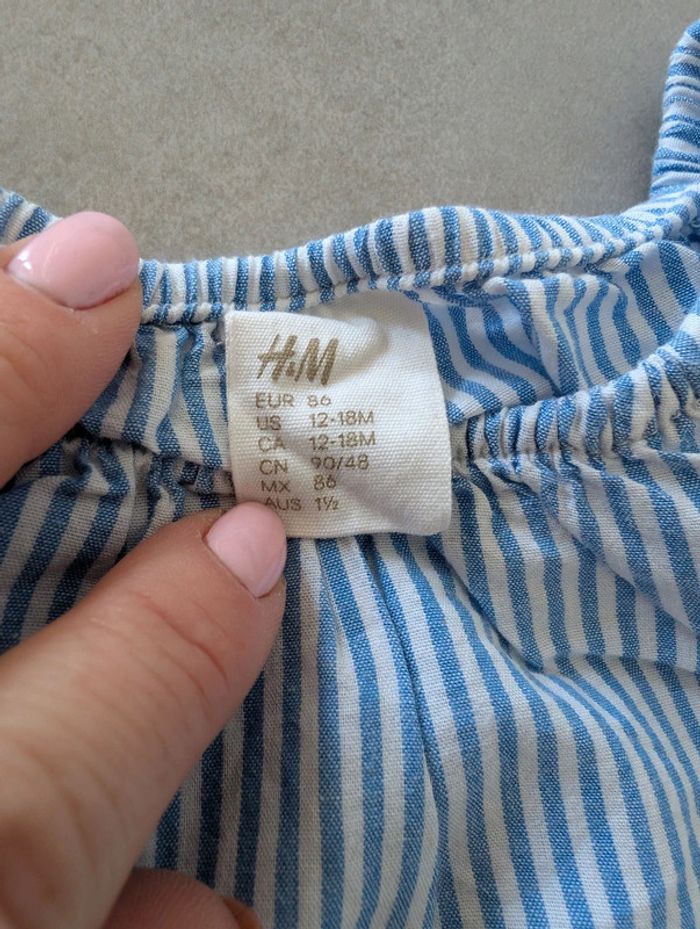 H&M
EUR 86
US 12-18M
CA 12-18M
CN 90/48
MX 86
AUS 1½